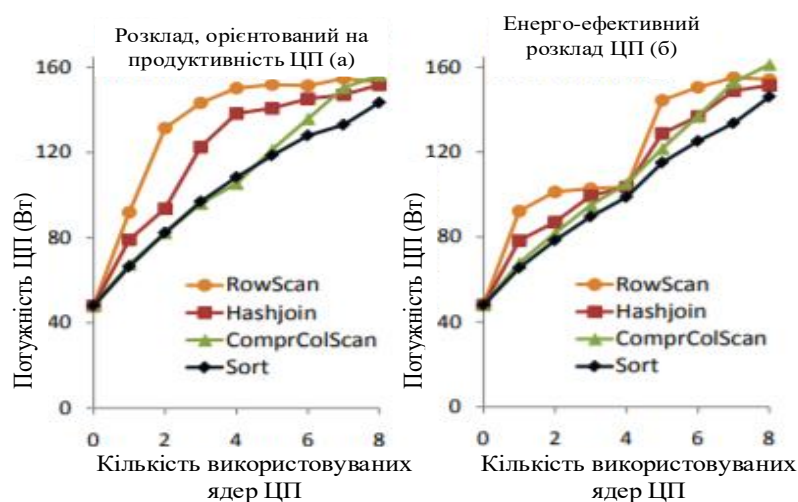 Розклад, орієнтований на
продуктивність ЦП (а)
160
120
80
40
0
Потужність ЦП (Вт)
RowScan
Hashjoin
ComprColScan
Sort
0 2 4 6 8
Кількість використовуваних
ядер ЦП
Енерго-ефективний
розклад ЦП (б)
160
120
80
40
0
Потужність ЦП (Вт)
RowScan
Hashjoin
ComprColScan
Sort
0 2 4 6 8
Кількість використовуваних
ядер ЦП